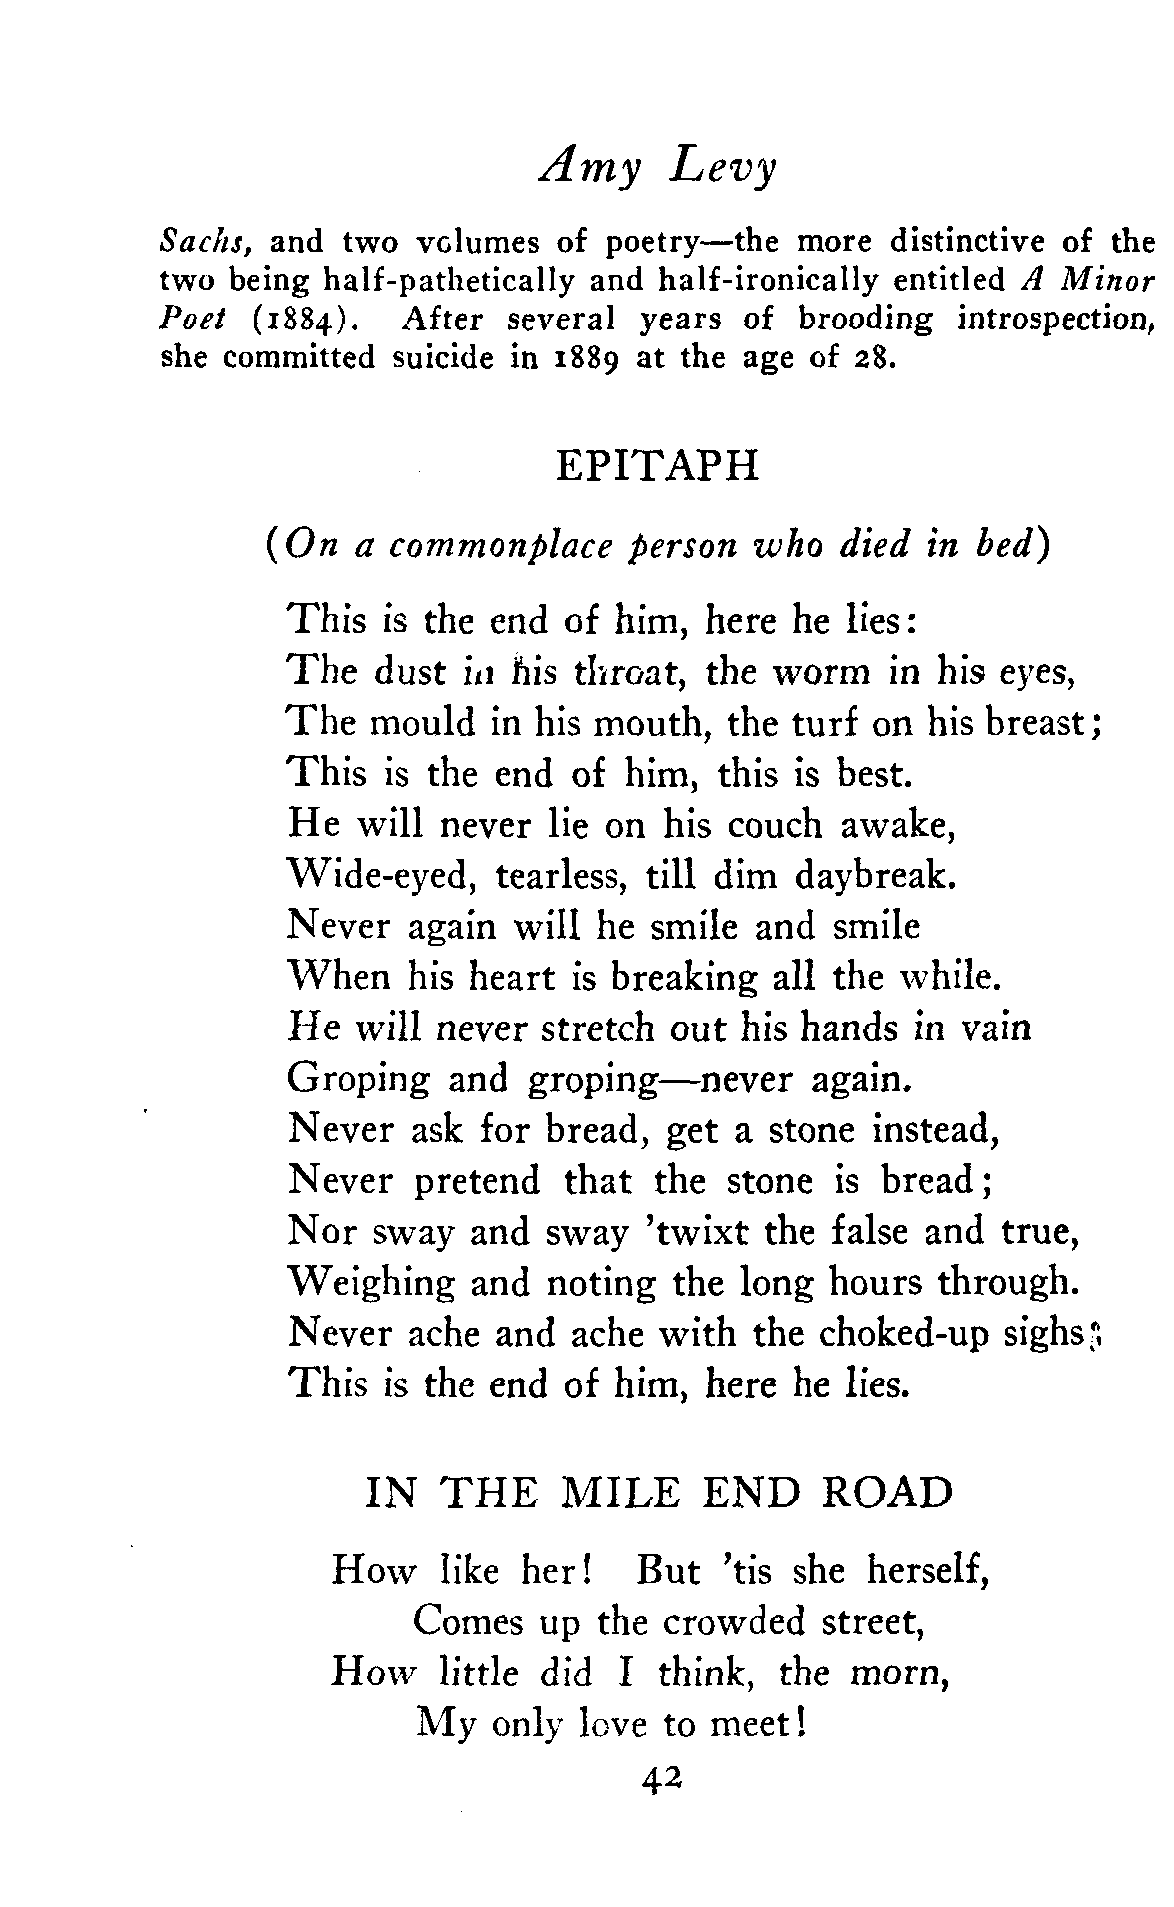 Amy Levy
Sachs, and two volumes of poetry—the more distinctive of the
two being half-pathetically and half-ironically entitled A Minor
Poet (1884). After several years of brooding introspection,
she committed suicide in 1889 at the age of 28.
EPITAPH
(On a commonplace person who died in bed)
This is the end of him, here he lies:
The dust in his throat, the worm in his eyes,
The mould in his mouth, the turf on his breast;
This is the end of him, this is best.
He will never lie on his couch awake,
Wide-eyed, tearless, till dim daybreak.
Never again will he smile and smile
When his heart is breaking all the while.
He will never stretch out his hands in vain
Groping and groping—never again.
Never ask for bread, get a stone instead,
Never pretend that the stone is bread;
Nor sway and sway 'twixt the false and true,
Weighing and noting the long hours through.
Never ache and ache with the choked-up sighs;
This is the end of him, here he lies.
IN THE MILE END ROAD
How like her! But 'tis she herself,
Comes up the crowded street,
How little did I think, the morn,
My only love to meet!
42